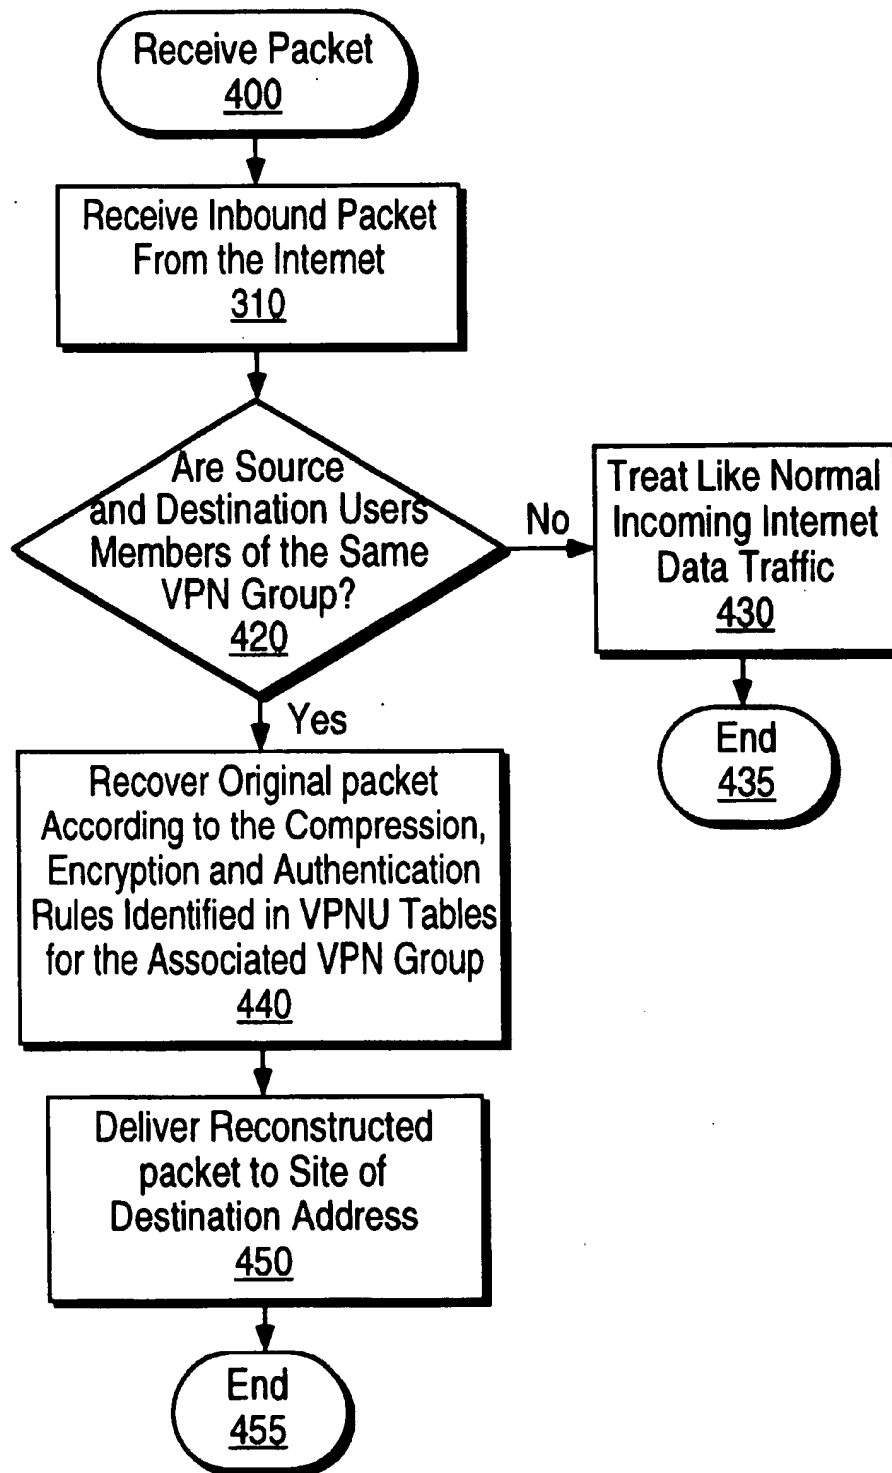 Receive Packet
400
Receive Inbound Packet
From the Internet
310
Are Source
and Destination Users
Members of the Same
VPN Group?
420
No
Treat Like Normal
Incoming Internet
Data Traffic
430
End
435
Yes
Recover Original packet
According to the Compression,
Encryption and Authentication
Rules Identified in VPNU Tables
for the Associated VPN Group
440
Deliver Reconstructed
packet to Site of
Destination Address
450
End
455